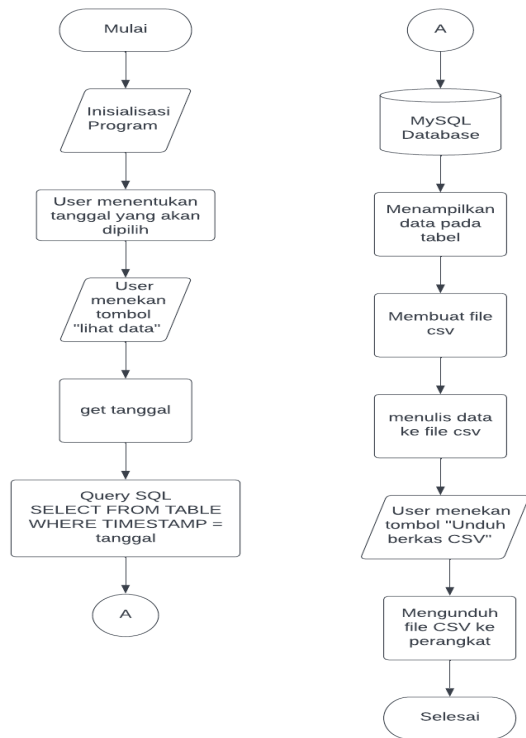 Mulai
Inisialisasi
Program
User menentukan
tanggal yang akan
dipilih
User
menekan
tombol
"lihat data"
get tanggal
Query SQL
SELECT FROM TABLE
WHERE TIMESTAMP =
tanggal
A
A
MySQL
Database
Menampilkan
data pada
tabel
Membuat file
csv
menulis data
ke file csv
User menekan
tombol "Unduh
berkas CSV"
Mengunduh
file CSV ke
perangkat
Selesai